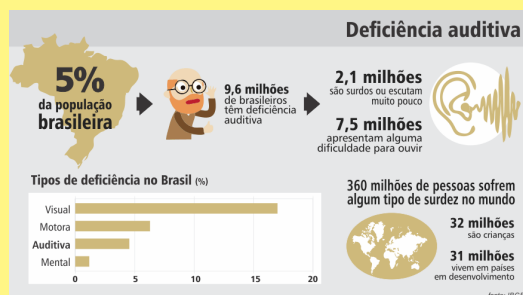 Deficiência auditiva
5%
da população
brasileira
9,6 milhões
de brasileiros
têm deficiência
auditiva
2,1 milhões
são surdos ou escutam
muito pouco
7,5 milhões
apresentam alguma
dificuldade para ouvir
Tipos de deficiência no Brasil (%)
Visual
Motora
Auditiva
Mental
0 5 10 15 20
360 milhões de pessoas sofrem
algum tipo de surdez no mundo
32 milhões
são crianças
31 milhões
vivem em países
em desenvolvimento